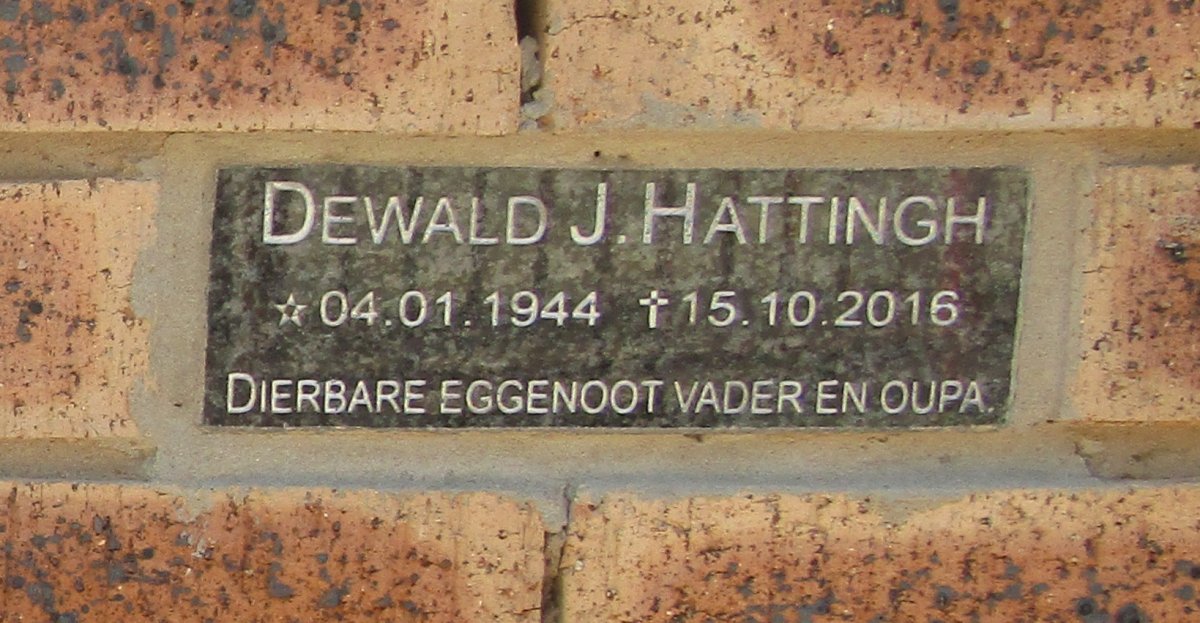 DEWALD J. HATTINGH
☆04.01.1944 ✝15.10.2016
DIERBARE EGGENOOT VADER EN OUPA.